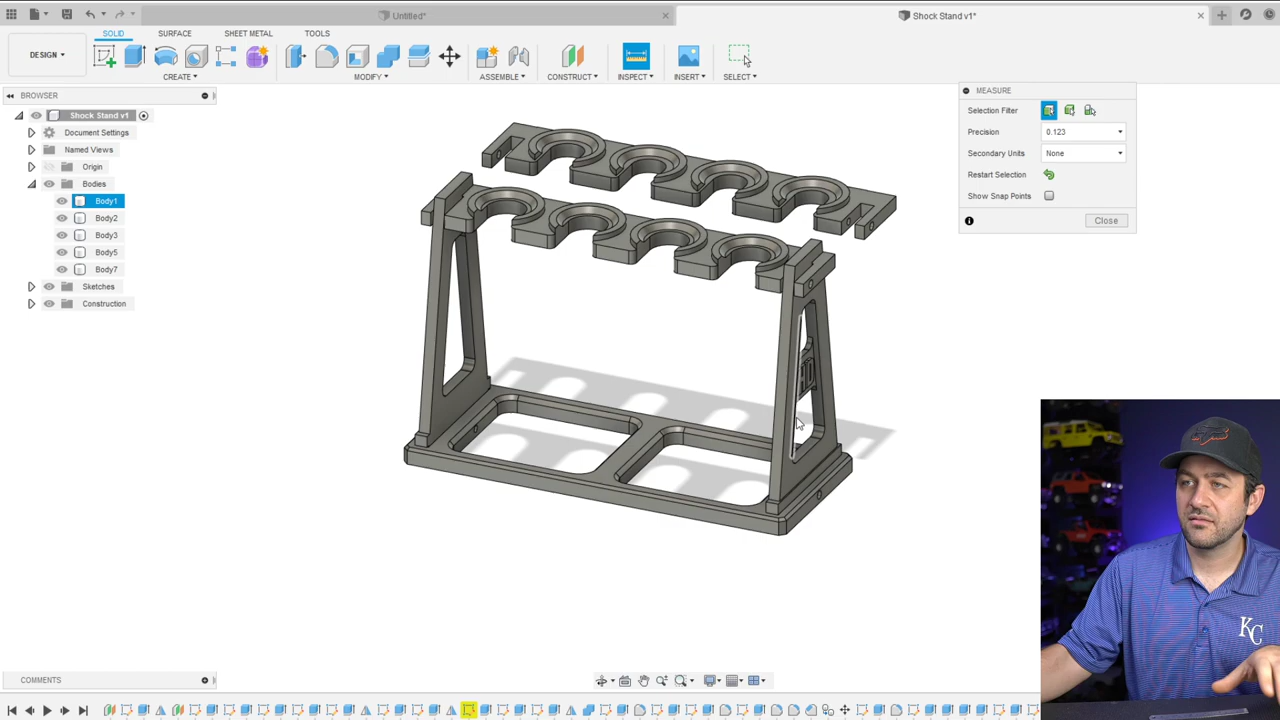 Untitled*
Shock Stand v1*
SOLID
SURFACE
SHEET METAL
TOOLS
DESIGN
CREATE
MODIFY
ASSEMBLE
CONSTRUCT
INSPECT
INSERT
SELECT
BROWSER
MEASURE
Shock Stand v1
Selection Filter
Document Settings
Precision
0.123
Named Views
Secondary Units
None
Origin
Restart Selection
Bodies
Show Snap Points
Body1
Body2
Close
Body3
Body5
Body7
Sketches
Construction
KC
COMMENTS